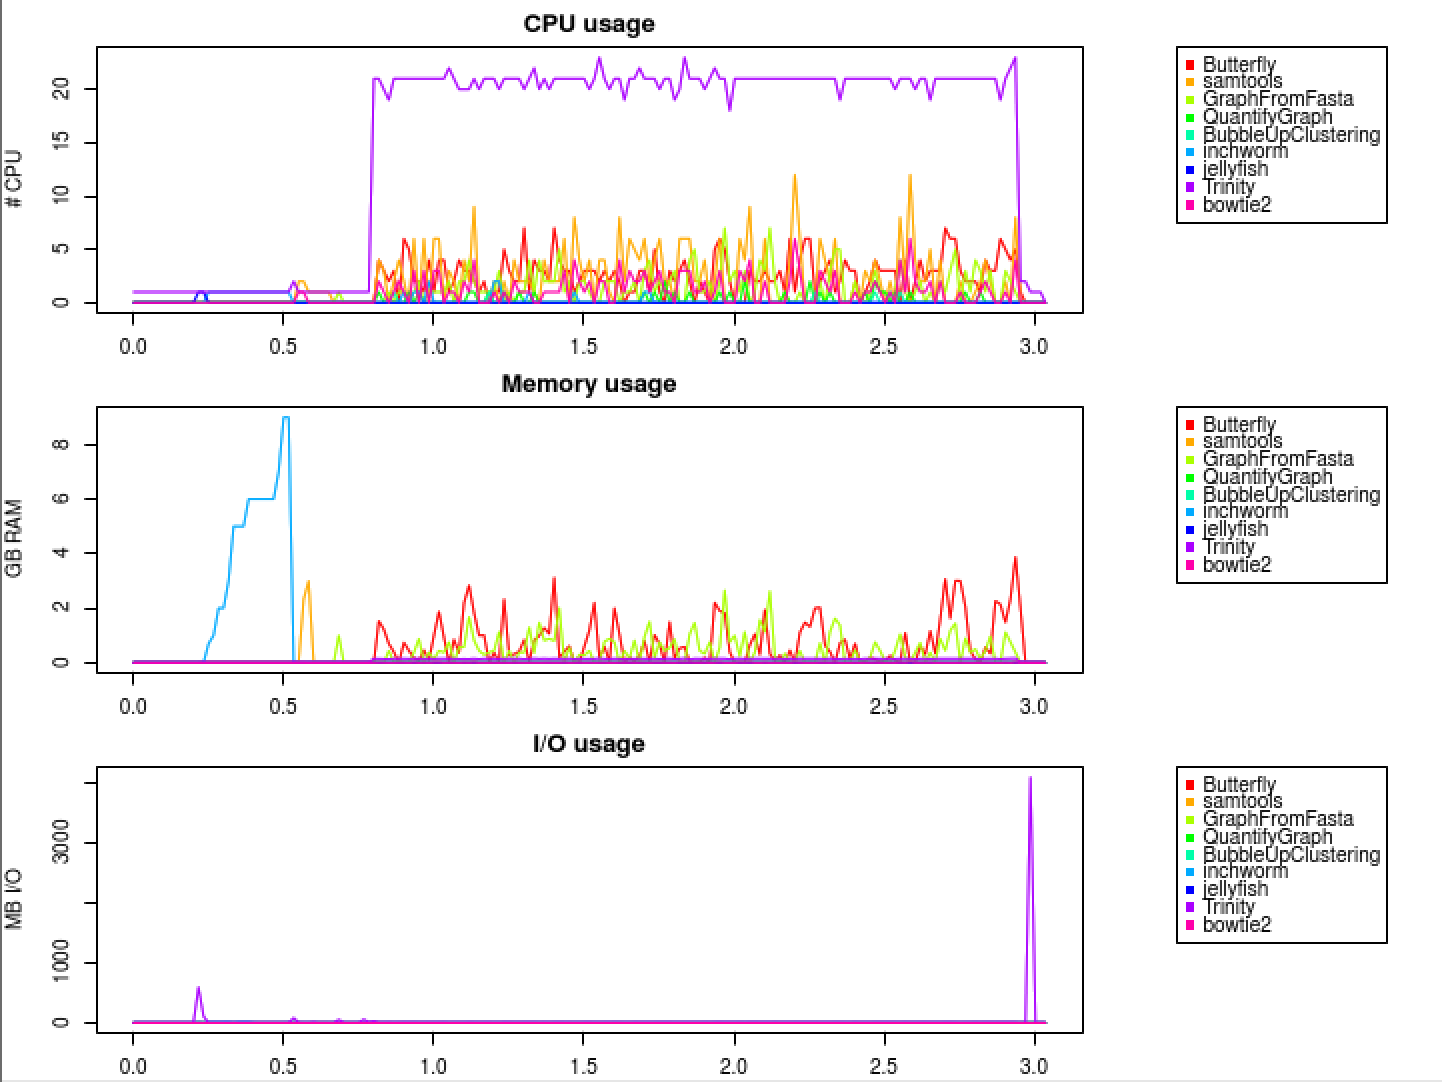 CPU usage
# CPU
20
15
10
5
0
0.0 0.5 1.0 1.5 2.0 2.5 3.0
Butterfly
samtools
GraphFromFasta
QuantifyGraph
BubbleUpClustering
inchworm
jellyfish
Trinity
bowtie2
Memory usage
GB RAM
8
6
4
2
0
0.0 0.5 1.0 1.5 2.0 2.5 3.0
Butterfly
samtools
GraphFromFasta
QuantifyGraph
BubbleUpClustering
inchworm
jellyfish
Trinity
bowtie2
I/O usage
MB I/O
3000
1000
0
0.0 0.5 1.0 1.5 2.0 2.5 3.0
Butterfly
samtools
GraphFromFasta
QuantifyGraph
BubbleUpClustering
inchworm
jellyfish
Trinity
bowtie2